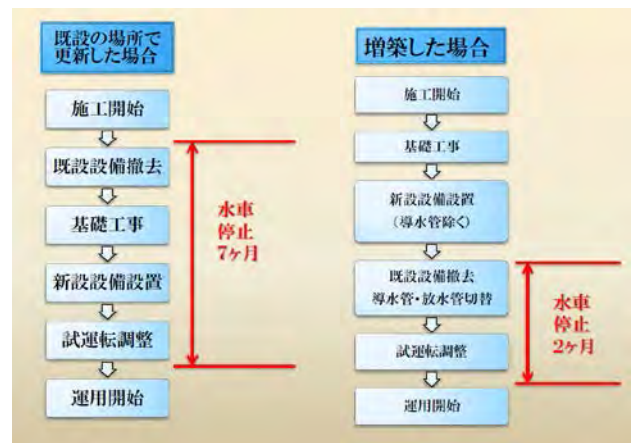 既設の場所で
更新した場合
施工開始
既設設備撤去
基礎工事
新設設備設置
試運転調整
運用開始
水車
停止
7ヶ月
増築した場合
施工開始
基礎工事
新設設備設置
(導水管除く)
既設設備撤去
導水管・放水管切替
試運転調整
運用開始
水車
停止
2ヶ月